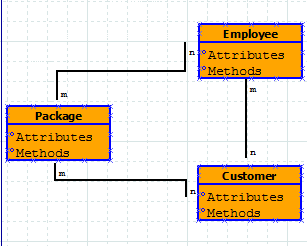 Employee
Attributes
Methods
n
m
m
Package
Attributes
Methods
m
n
n
Customer
Attributes
Methods